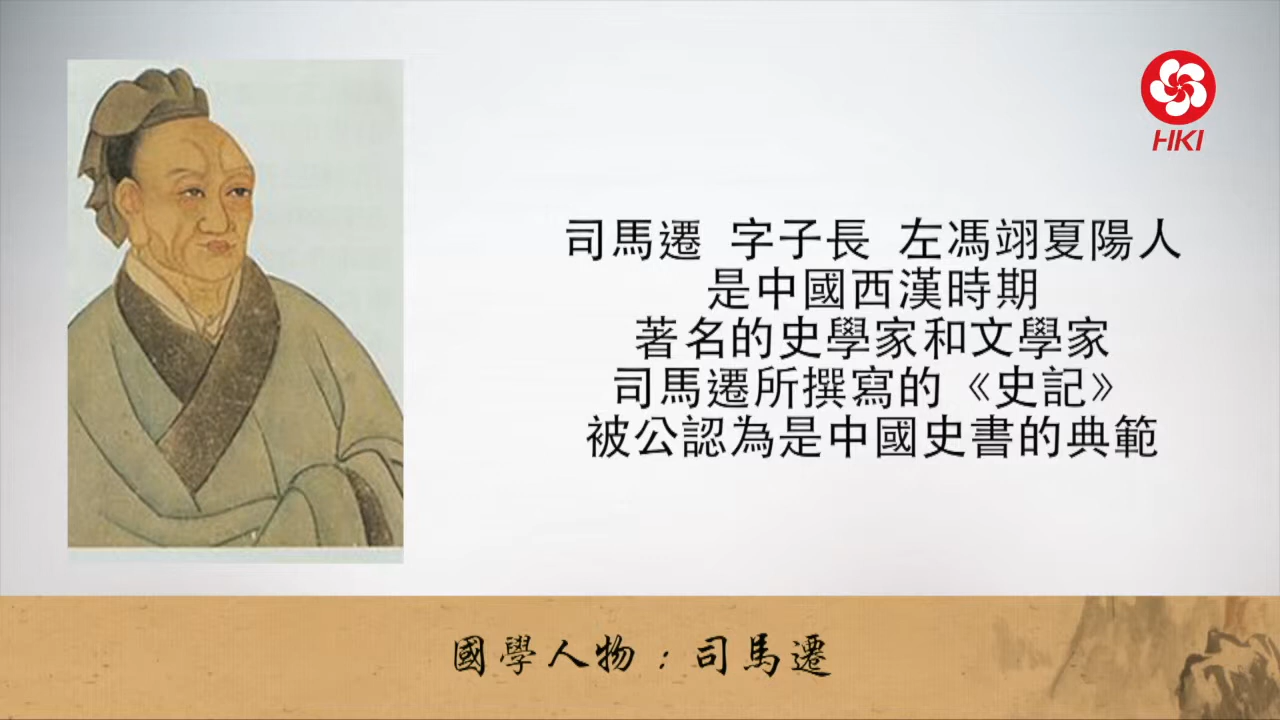 HKI
司馬遷 字子長 左馮翊夏陽人
是中國西漢時期
著名的史學家和文學家
司馬遷所撰寫的《史記》
被公認為是中國史書的典範
國學人物：司馬遷